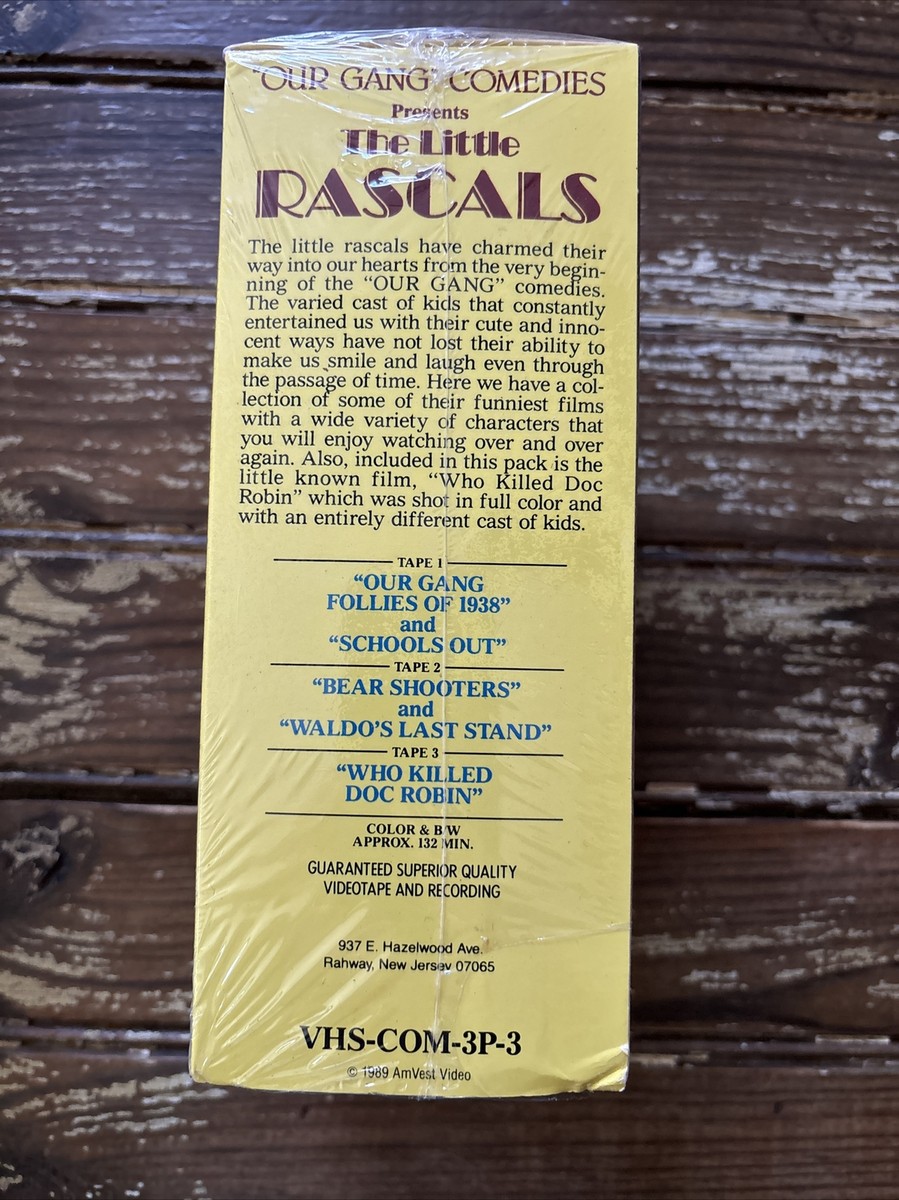 "OUR GANG" COMEDIES
Presents
The Little
RASCALS
The little rascals have charmed their
way into our hearts from the very begin-
ning of the "OUR GANG" comedies.
The varied cast of kids that constantly
entertained us with their cute and inno-
cent ways have not lost their ability to
make us smile and laugh even through
the passage of time. Here we have a col-
lection of some of their funniest films
with a wide variety of characters that
you will enjoy watching over and over
again. Also, included in this pack is the
little known film, "Who Killed Doc
Robin" which was shot in full color and
with an entirely different cast of kids.
TAPE 1
"OUR GANG
FOLLIES OF 1938"
and
"SCHOOLS OUT"
TAPE 2
"BEAR SHOOTERS"
and
"WALDO'S LAST STAND"
TAPE 3
"WHO KILLED
DOC ROBIN"
COLOR & B/W
APPROX. 132 MIN.
GUARANTEED SUPERIOR QUALITY
VIDEOTAPE AND RECORDING
937 E. Hazelwood Ave.
Rahway, New Jersey 07065
VHS-COM-3P-3
© 1989 AmVest Video